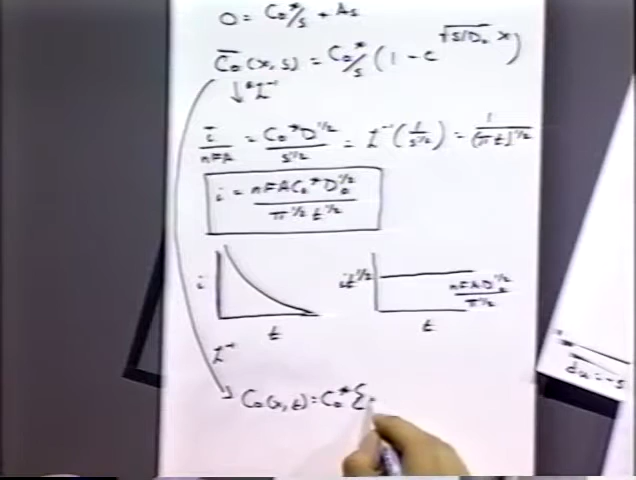 0 = C₀*/s + As
C̄₀(x,s) = C₀*/s (1 - e^(√(s/D₀) x))
↓ L⁻¹
ī/nFA = C₀*D^(1/2)/s^(1/2) = L⁻¹(1/s^(1/2)) = 1/(πt)^(1/2)
i = nFAC₀*D₀^(1/2)/π^(1/2) t^(1/2)
i t
it^(1/2) nFAD₀^(1/2)/π^(1/2) t
L⁻¹
C₀(x,t) = C₀* {
du = -s